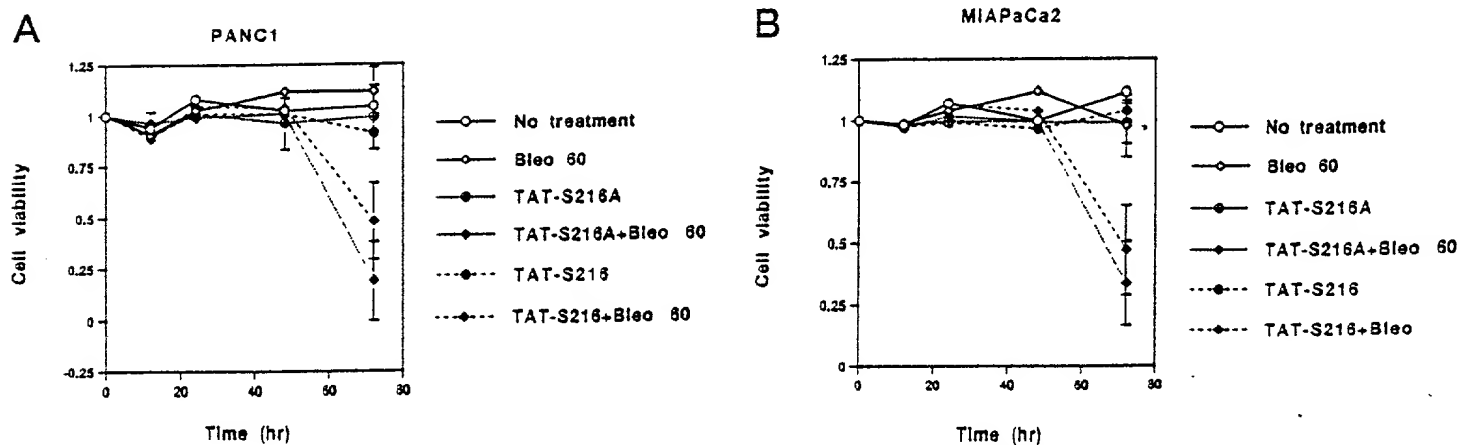 A
PANC1
Cell viability
1.25
1
0.75
0.5
0.25
0
-0.25
0
20
40
60
80
Time (hr)
No treatment
Bleo 60
TAT-S216A
TAT-S216A+Bleo 60
TAT-S216
TAT-S216+Bleo 60
B
MIAPaCa2
Cell viability
1.25
1
0.75
0.5
0.25
0
0
20
40
60
80
Time (hr)
No treatment
Bleo 60
TAT-S216A
TAT-S216A+Bleo 60
TAT-S216
TAT-S216+Bleo